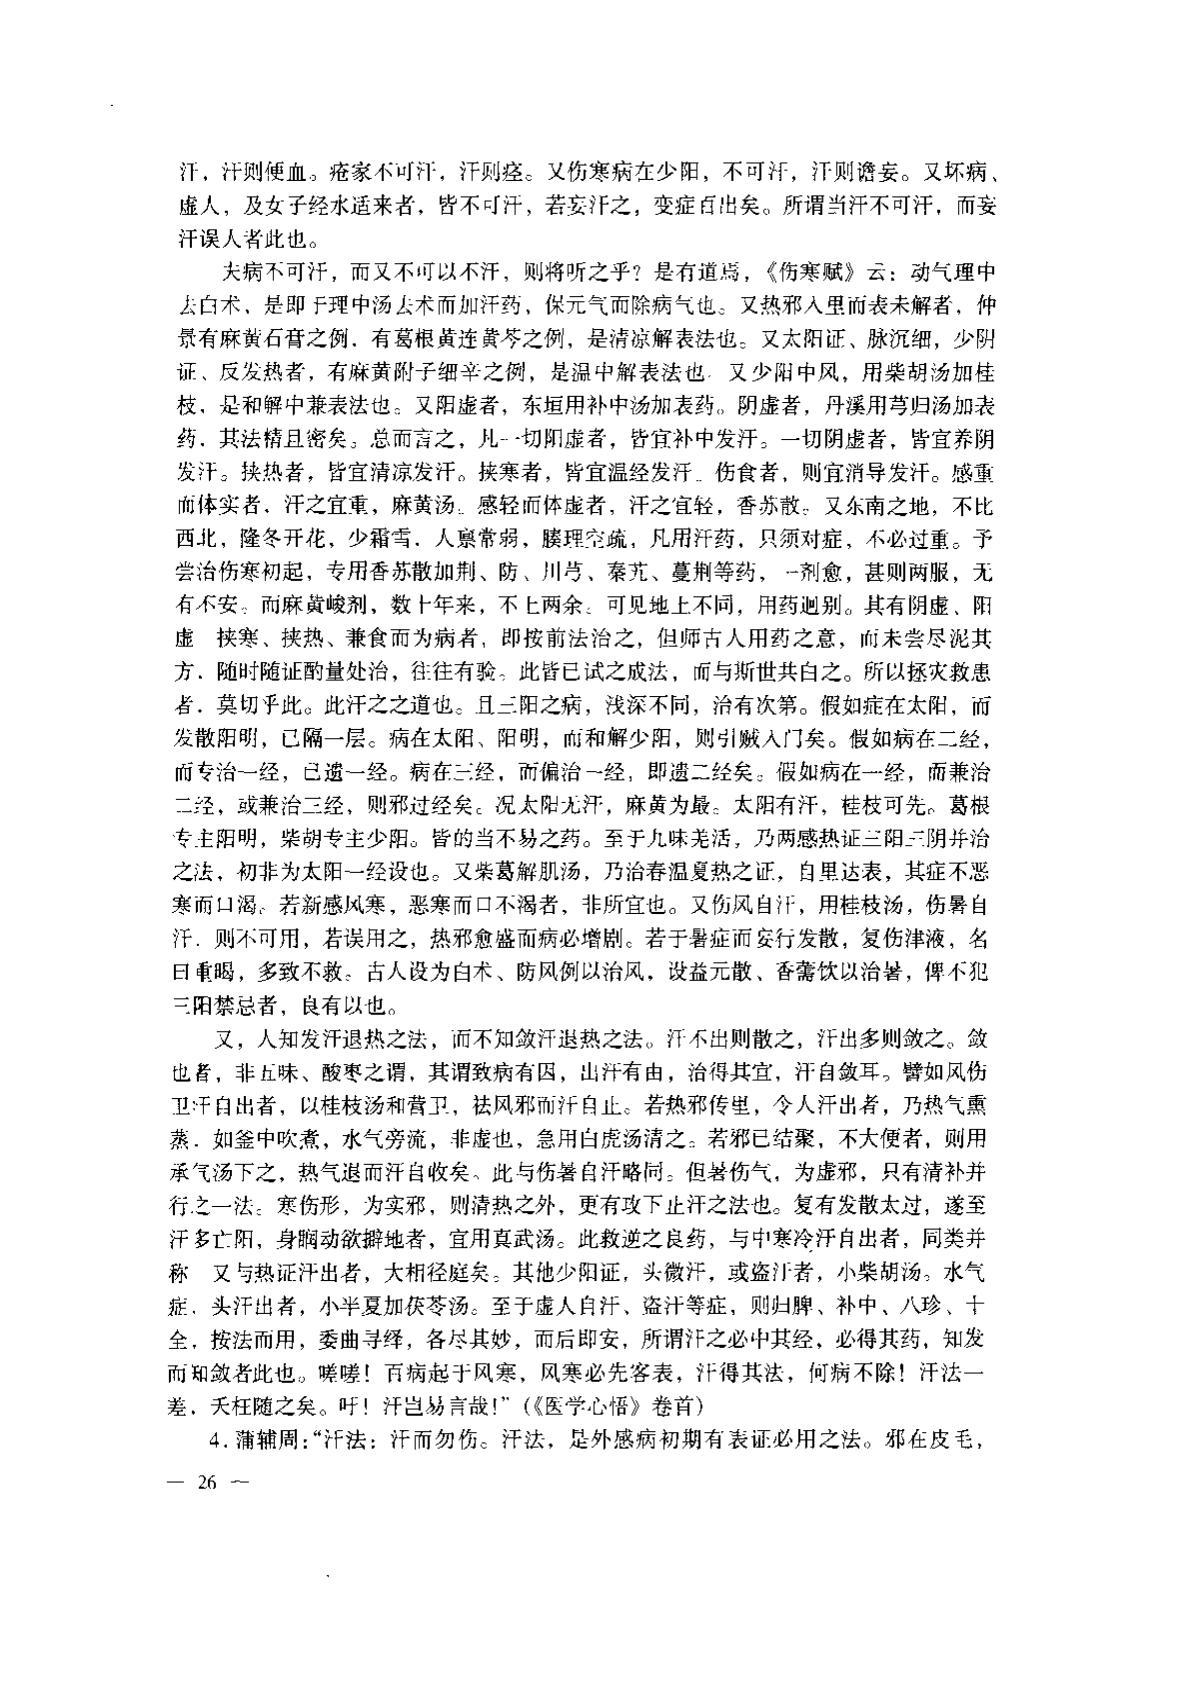 汗，汗则便血。疮家不可汗，汗则痉。又伤寒病在少阳，不可汗，汗则谵妄。又坏病、
虚人，及女子经水适来者，皆不可汗，若妄汗之，变症百出矣。所谓当汗不可汗，而妄
汗误人者此也。
夫病不可汗，而又不可以不汗，则将听之乎？是有道焉，《伤寒赋》云：动气理中
去白术，是即于理中汤去术而加汗药，保元气而除病气也。又热邪入里而表未解者，仲
景有麻黄石膏之例．有葛根黄连黄芩之例，是清凉解表法也。又太阳证、脉沉细，少阴
证、反发热者，有麻黄附子细辛之例，是温中解表法也 又少阳中风，用柴胡汤加桂
枝．是和解中兼表法也。又阳虚者，东垣用补中汤加表药。阴虚者，丹溪用芎归汤加表
药．其法精且密矣。总而言之，凡一切阳虚者，皆宜补中发汗。一切阴虚者，皆宜养阴
发汗。挟热者，皆宜清凉发汗。挟寒者，皆宜温经发汗。伤食者，则宜消导发汗。感重
而体实者．汗之宜重，麻黄汤。感轻而体虚者，汗之宜轻，香苏散。又东南之地，不比
西北，隆冬开花，少霜雪．人禀常弱，腠理空疏，凡用汗药，只须对症，不必过重。予
尝治伤寒初起，专用香苏散加荆、防、川芎、秦艽、蔓荆等药，一剂愈，甚则两服，无
有不安。而麻黄峻剂，数十年来，不上两余。可见地土不同，用药迥别。其有阴虚、阳
虚 挟寒、挟热、兼食而为病者，即按前法治之，但师古人用药之意，而未尝尽泥其
方．随时随证酌量处治，往往有验。此皆已试之成法，而与斯世共白之。所以拯灾救患
者．莫切乎此。此汗之之道也。且三阳之病，浅深不同，治有次第。假如症在太阳，而
发散阳明，已隔一层。病在太阳、阳明，而和解少阳，则引贼入门矣。假如病在二经，
而专治一经，已遗一经。病在三经，而偏治一经，即遗二经矣。假如病在一经，而兼治
二经，或兼治三经，则邪过经矣。况太阳无汗，麻黄为最。太阳有汗，桂枝可先。葛根
专主阳明，柴胡专主少阳。皆的当不易之药。至于九味羌活，乃两感热证三阳三阴并治
之法，初非为太阳一经设也。又柴葛解肌汤，乃治春温夏热之证，自里达表，其症不恶
寒而口渴。若新感风寒，恶寒而口不渴者，非所宜也。又伤风自汗，用桂枝汤，伤暑自
汗．则不可用，若误用之，热邪愈盛而病必增剧。若于暑症而妄行发散，复伤津液，名
曰重暍，多致不救。古人设为白术、防风例以治风，设益元散、香薷饮以治暑，俾不犯
三阳禁忌者，良有以也。
又，人知发汗退热之法，而不知敛汗退热之法。汗不出则散之，汗出多则敛之。敛
也者，非五味、酸枣之谓，其谓致病有因，出汗有由，治得其宜，汗自敛耳。譬如风伤
卫汗自出者，以桂枝汤和营卫，祛风邪而汗自止。若热邪传里，令人汗出者，乃热气熏
蒸．如釜中吹煮，水气旁流，非虚也，急用白虎汤清之。若邪已结聚，不大便者，则用
承气汤下之，热气退而汗自收矣。此与伤暑自汗略同。但暑伤气，为虚邪，只有清补并
行之一法。寒伤形，为实邪，则清热之外，更有攻下止汗之法也。复有发散太过，遂至
汗多亡阳，身瞤动欲擗地者，宜用真武汤。此救逆之良药，与中寒冷汗自出者，同类并
称 又与热证汗出者，大相径庭矣。其他少阳证，头微汗，或盗汗者，小柴胡汤。水气
症．头汗出者，小半夏加茯苓汤。至于虚人自汗、盗汗等症，则归脾、补中、八珍、十
全，按法而用，委曲寻绎，各尽其妙，而后即安，所谓汗之必中其经，必得其药，知发
而知敛者此也。嗟嗟！百病起于风寒，风寒必先客表，汗得其法，何病不除！汗法一
差．夭枉随之矣。吁！汗岂易言哉！”（《医学心悟》卷首）
4．蒲辅周：“汗法：汗而勿伤。汗法，是外感病初期有表证必用之法。邪在皮毛，
— 26 —